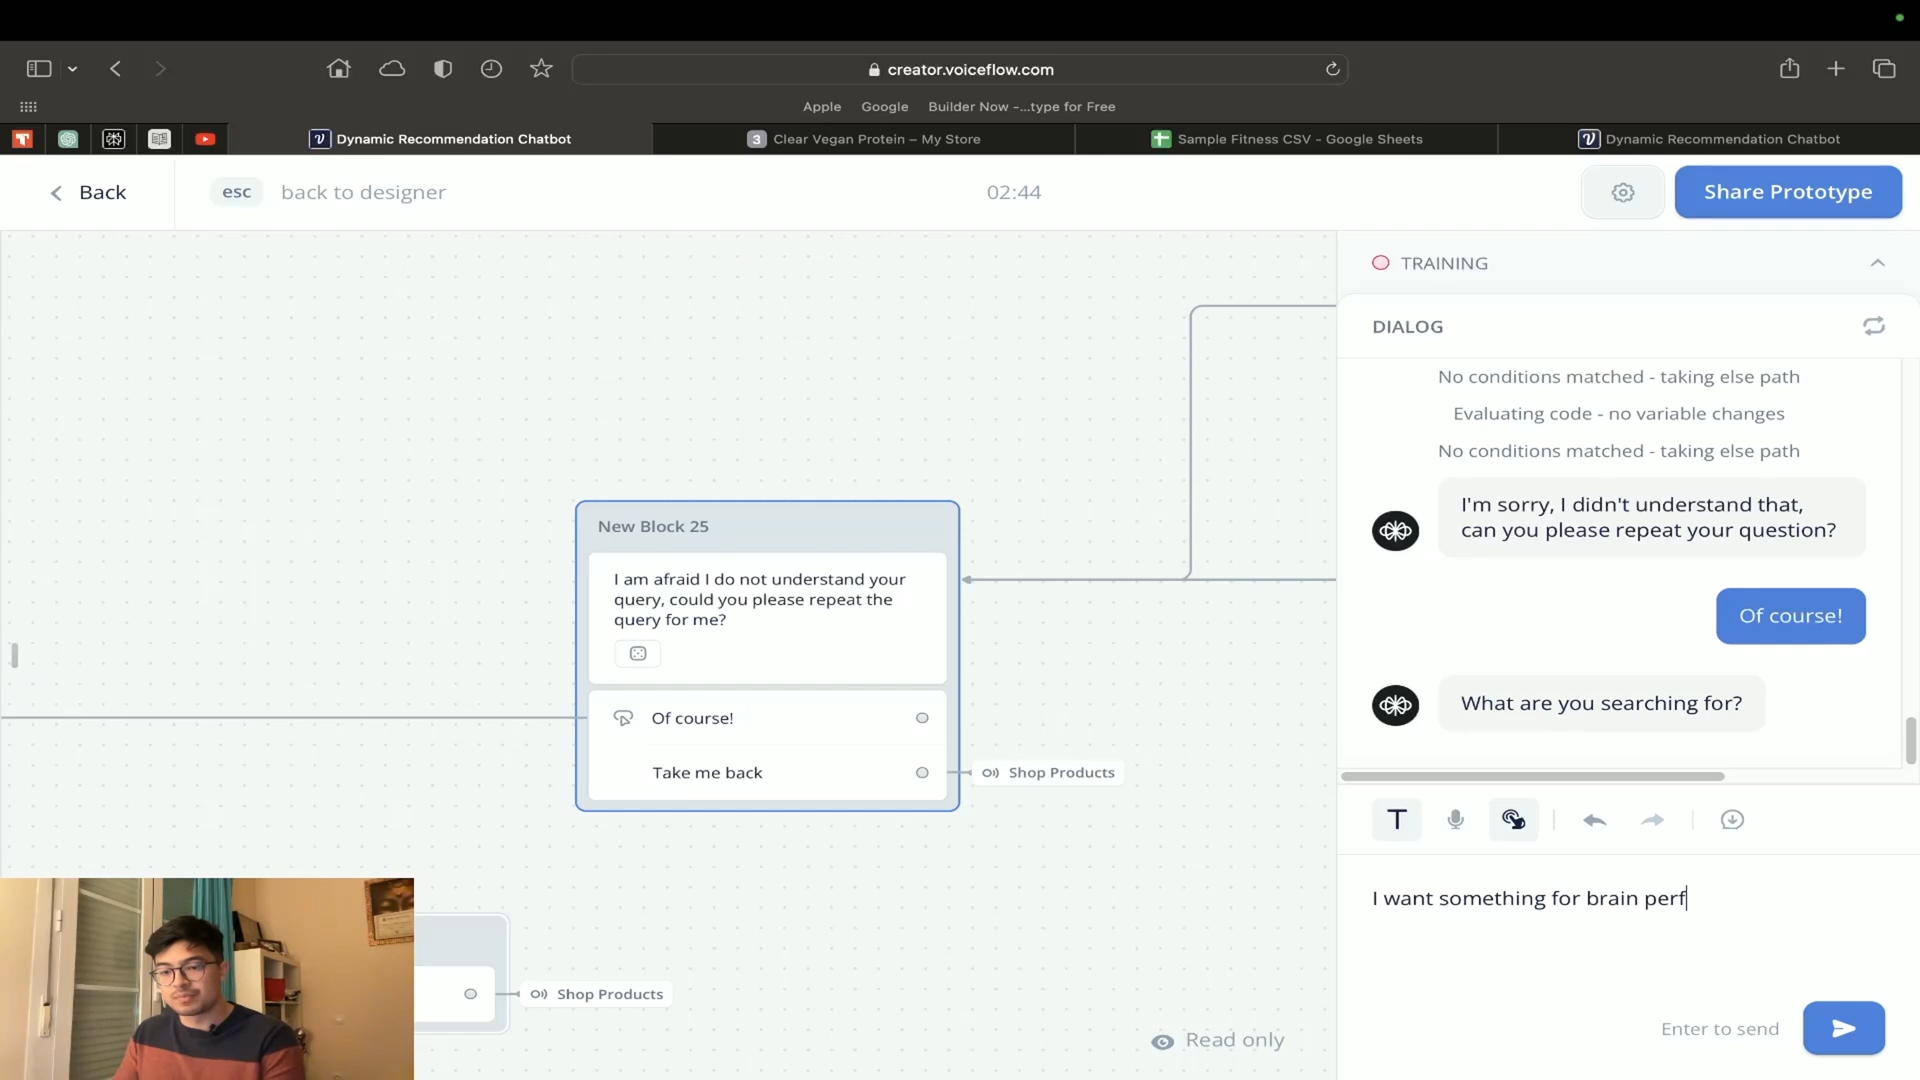 creator.voiceflow.com
Apple
Google
Builder Now -...type for Free
Dynamic Recommendation Chatbot
3 Clear Vegan Protein – My Store
Sample Fitness CSV - Google Sheets
Dynamic Recommendation Chatbot
Back
esc back to designer
02:44
Share Prototype
TRAINING
DIALOG
No conditions matched - taking else path
Evaluating code - no variable changes
No conditions matched - taking else path
I'm sorry, I didn't understand that,
can you please repeat your question?
Of course!
What are you searching for?
New Block 25
I am afraid I do not understand your
query, could you please repeat the
query for me?
Of course!
Take me back
Shop Products
Shop Products
Read only
T
I want something for brain perf
Enter to send